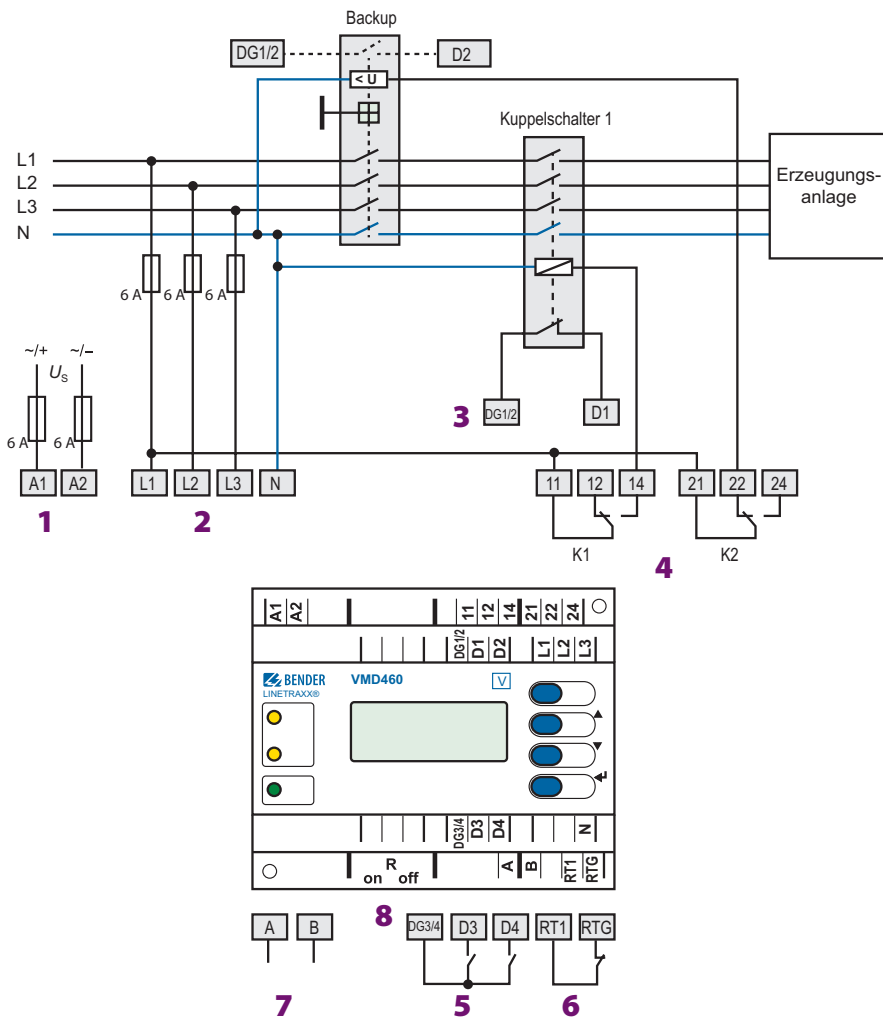 Backup
DG1/2
D2
< U
Kuppelschalter 1
L1
L2
L3
N
Erzeugungs-
anlage
6 A
6 A
6 A
~/+
~/–
US
6 A
6 A
3
DG1/2
D1
A1
A2
L1
L2
L3
N
11
12
14
21
22
24
1
2
K1
4
K2
A1
A2
11
12
14
21
22
24
DG1/2
D1
D2
L1
L2
L3
BENDER
LINETRAXX®
VMD460
V
DG3/4
D3
D4
N
R
on off
A
B
RT1
RTG
8
A
B
DG3/4
D3
D4
RT1
RTG
7
5
6